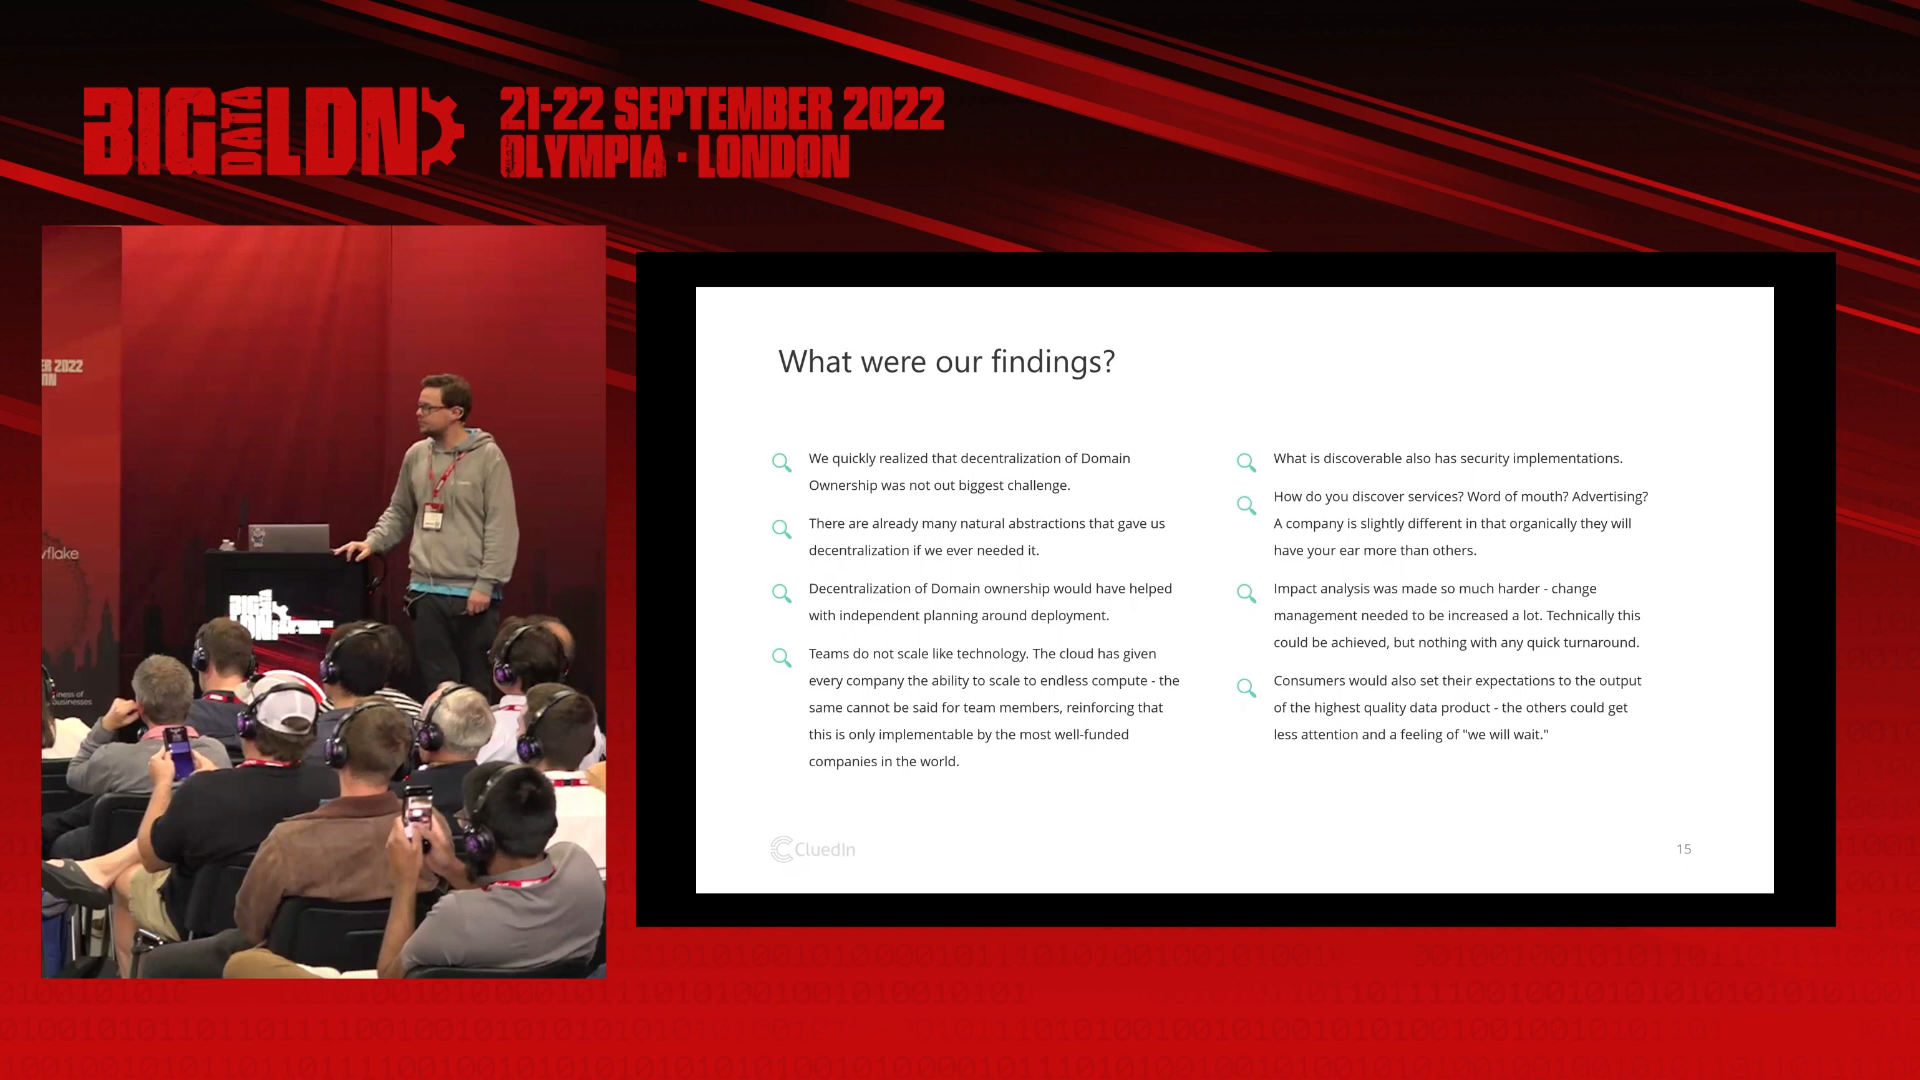 BIG DATA LDN
21-22 SEPTEMBER 2022
OLYMPIA · LONDON
ER 2022
ON
wflake
iness of
businesses
BIG
LDN
What were our findings?
We quickly realized that decentralization of Domain
Ownership was not out biggest challenge.
There are already many natural abstractions that gave us
decentralization if we ever needed it.
Decentralization of Domain ownership would have helped
with independent planning around deployment.
Teams do not scale like technology. The cloud has given
every company the ability to scale to endless compute - the
same cannot be said for team members, reinforcing that
this is only implementable by the most well-funded
companies in the world.
What is discoverable also has security implementations.
How do you discover services? Word of mouth? Advertising?
A company is slightly different in that organically they will
have your ear more than others.
Impact analysis was made so much harder - change
management needed to be increased a lot. Technically this
could be achieved, but nothing with any quick turnaround.
Consumers would also set their expectations to the output
of the highest quality data product - the others could get
less attention and a feeling of "we will wait."
CluedIn
15